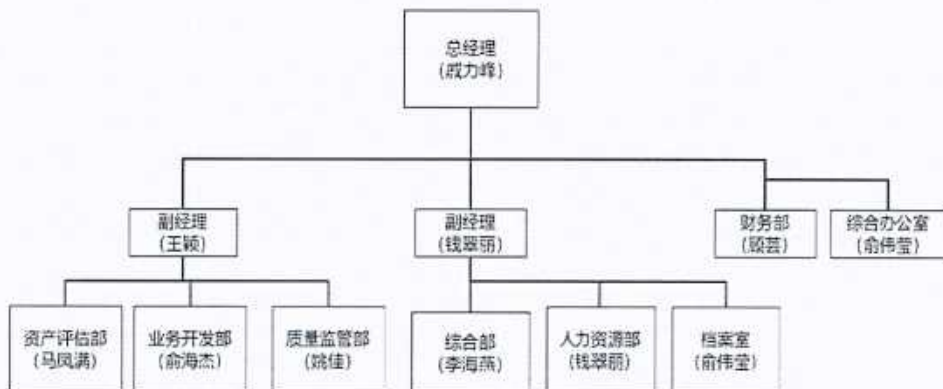 总经理
(戚力峰)
副经理
(王颖)
副经理
(钱翠丽)
财务部
(顾芸)
综合办公室
(俞伟莹)
资产评估部
(马凤满)
业务开发部
(俞海杰)
质量监管部
(姚佳)
综合部
(李海燕)
人力资源部
(钱翠丽)
档案室
(俞伟莹)